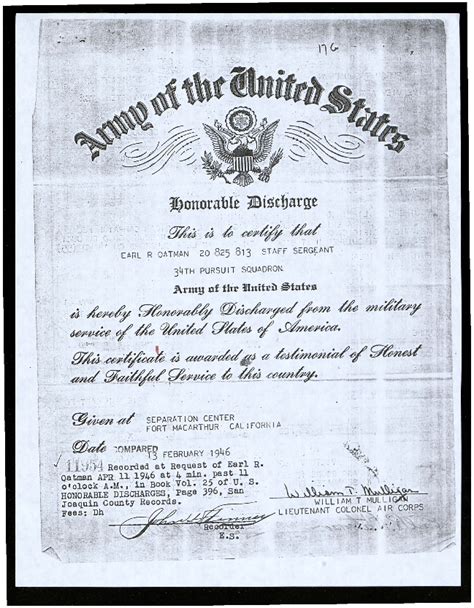 176
Army of the United States
Honorable Discharge
This is to certify that
EARL R OATMAN 20 825 813 STAFF SERGEANT
34TH PURSUIT SQUADRON
Army of the United States
is hereby Honorably Discharged from the military
service of the United States of America.
This certificate is awarded as a testimonial of Honest
and Faithful Service to this country.
Given at SEPARATION CENTER
FORT MACARTHUR CALIFORNIA
Date COMPARED 13 FEBRUARY 1946
11954 Recorded at Request of Earl R.
Oatman APR 11 1946 at 4 min. past 11
o'clock A.M., in Book Vol. 25 of U. S.
HONORABLE DISCHARGES, Page 396, San
Joaquin County Records.
Fees: Dh
William T. Mulligan
WILLIAM T MULLIGAN
LIEUTENANT COLONEL AIR CORPS
Recorder
E.S.